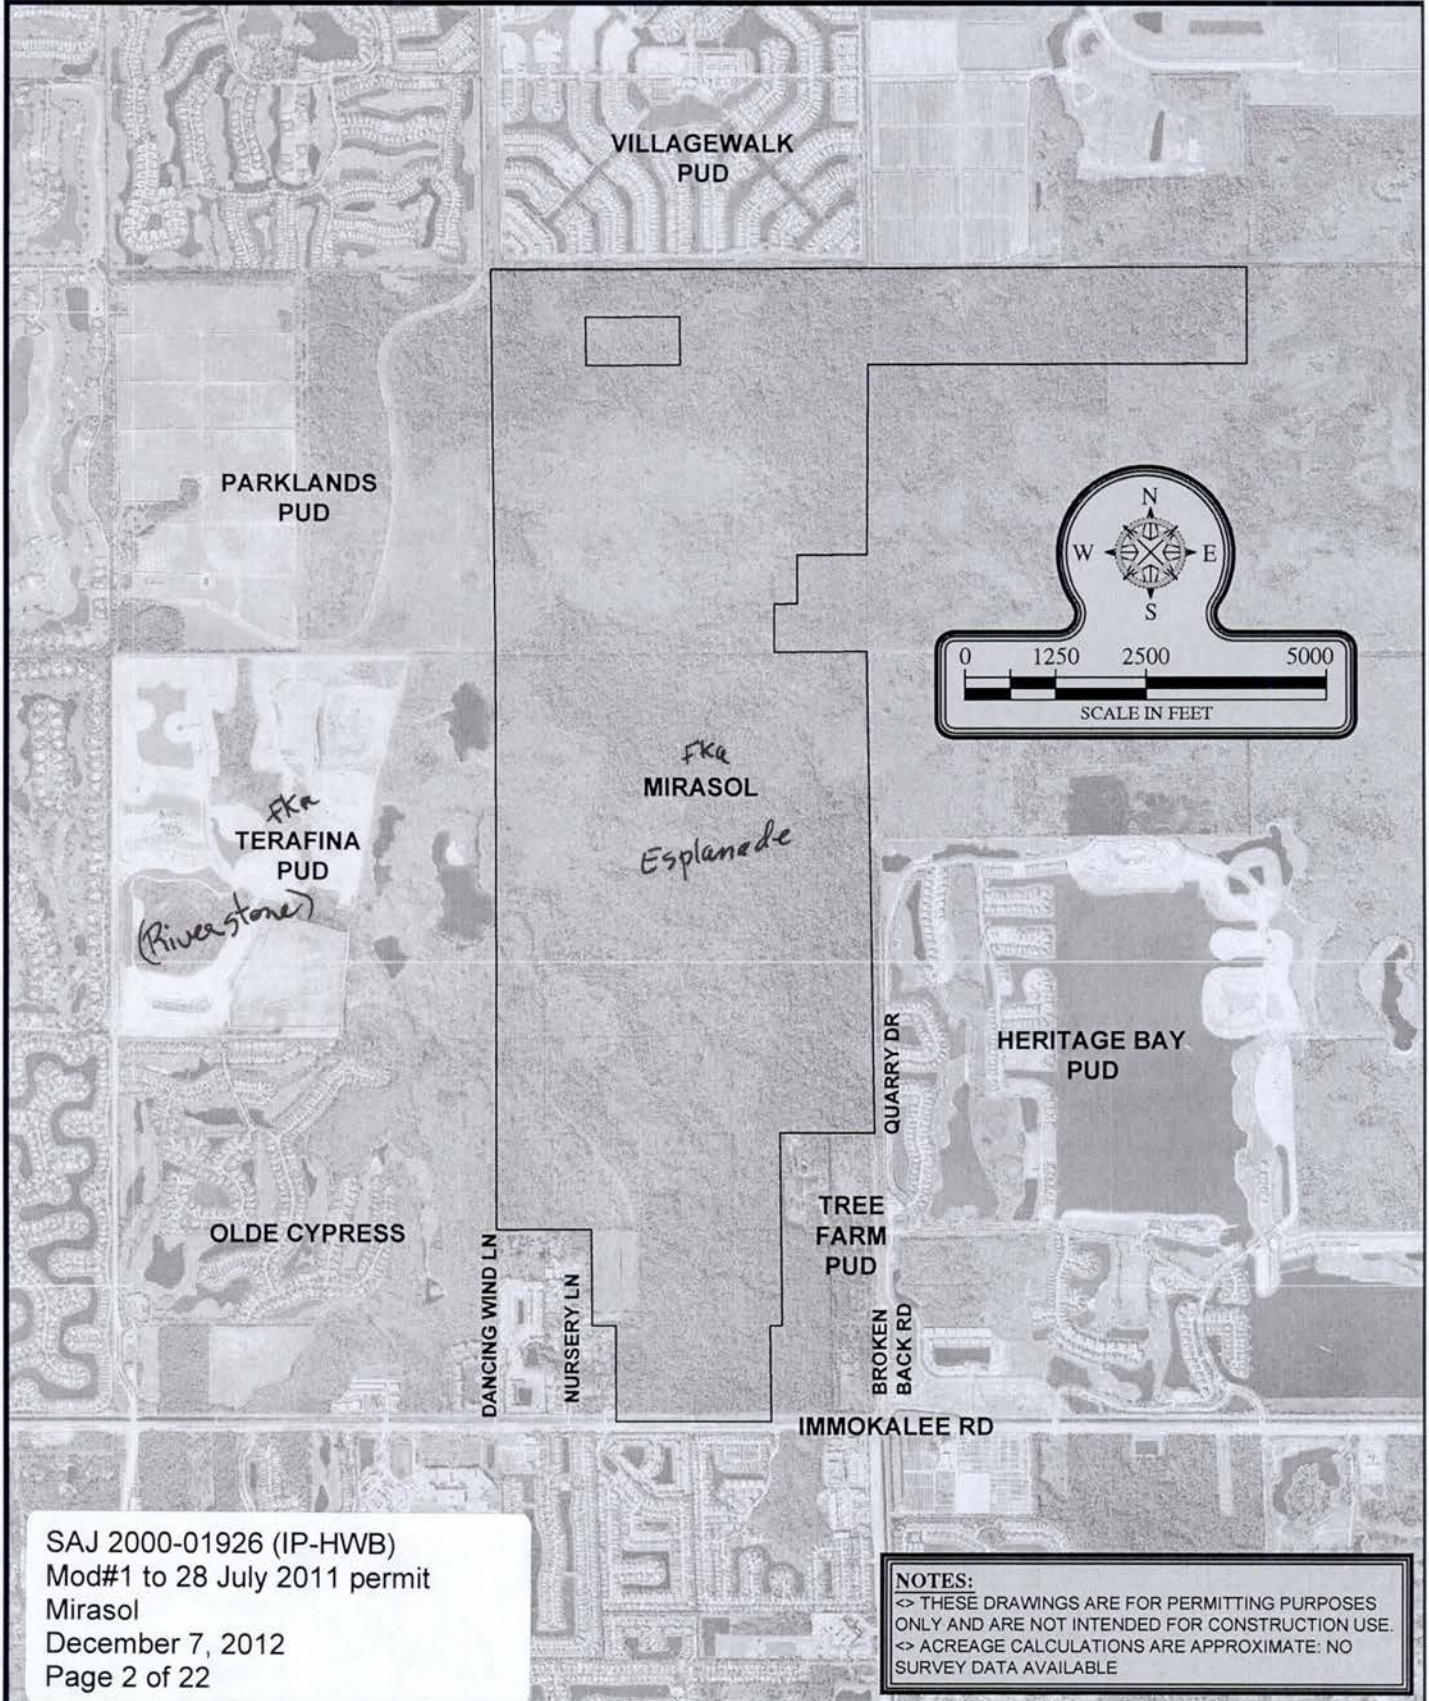 VILLAGEWALK
PUD
PARKLANDS
PUD
N
W E
S
0 1250 2500 5000
SCALE IN FEET
FKa
MIRASOL
Esplanade
FKa
TERAFINA
PUD
(Riverstone)
HERITAGE BAY
PUD
QUARRY DR
TREE
FARM
PUD
OLDE CYPRESS
DANCING WIND LN
NURSERY LN
BROKEN
BACK RD
IMMOKALEE RD
SAJ 2000-01926 (IP-HWB)
Mod#1 to 28 July 2011 permit
Mirasol
December 7, 2012
Page 2 of 22
NOTES:
<> THESE DRAWINGS ARE FOR PERMITTING PURPOSES
ONLY AND ARE NOT INTENDED FOR CONSTRUCTION USE.
<> ACREAGE CALCULATIONS ARE APPROXIMATE: NO
SURVEY DATA AVAILABLE